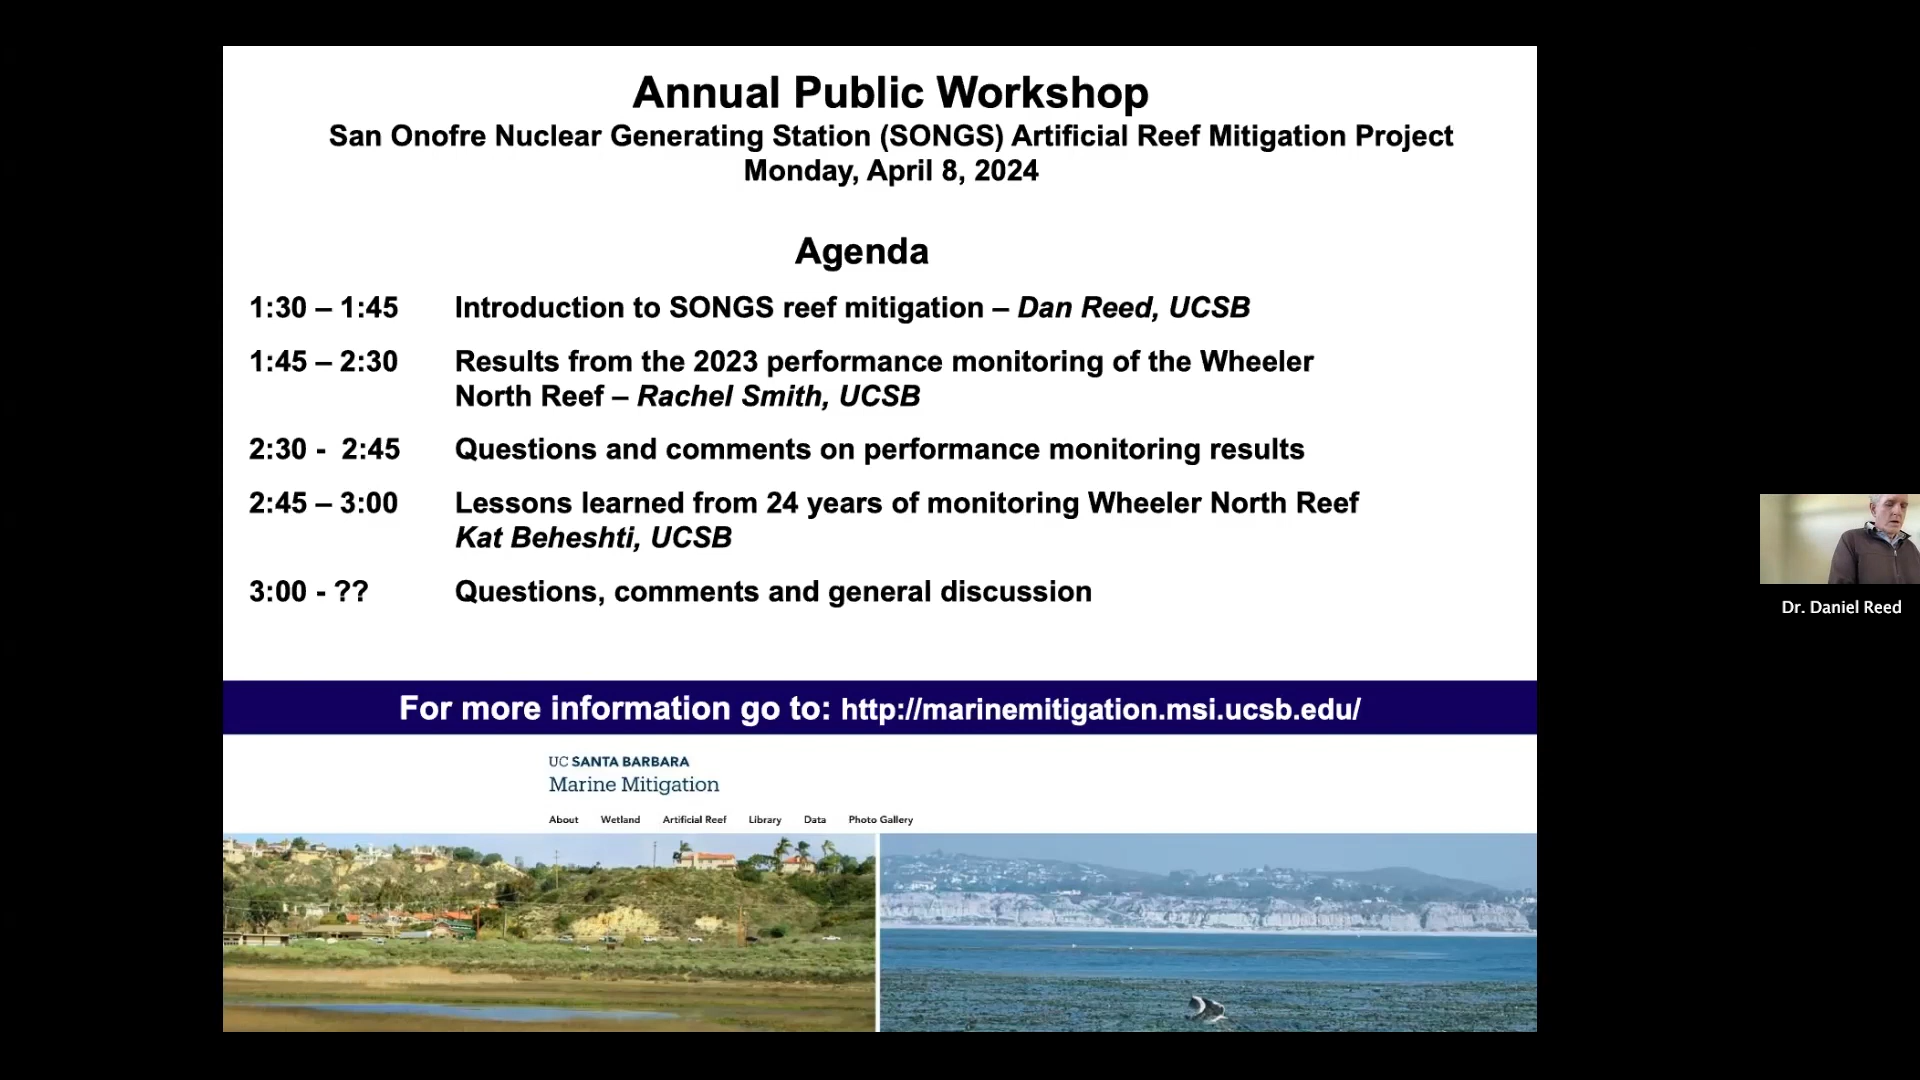 Annual Public Workshop
San Onofre Nuclear Generating Station (SONGS) Artificial Reef Mitigation Project
Monday, April 8, 2024
Agenda
1:30 – 1:45 Introduction to SONGS reef mitigation – Dan Reed, UCSB
1:45 – 2:30 Results from the 2023 performance monitoring of the Wheeler
North Reef – Rachel Smith, UCSB
2:30 - 2:45 Questions and comments on performance monitoring results
2:45 – 3:00 Lessons learned from 24 years of monitoring Wheeler North Reef
Kat Beheshti, UCSB
3:00 - ?? Questions, comments and general discussion
Dr. Daniel Reed
For more information go to: http://marinemitigation.msi.ucsb.edu/
UC SANTA BARBARA
Marine Mitigation
About Wetland Artificial Reef Library Data Photo Gallery